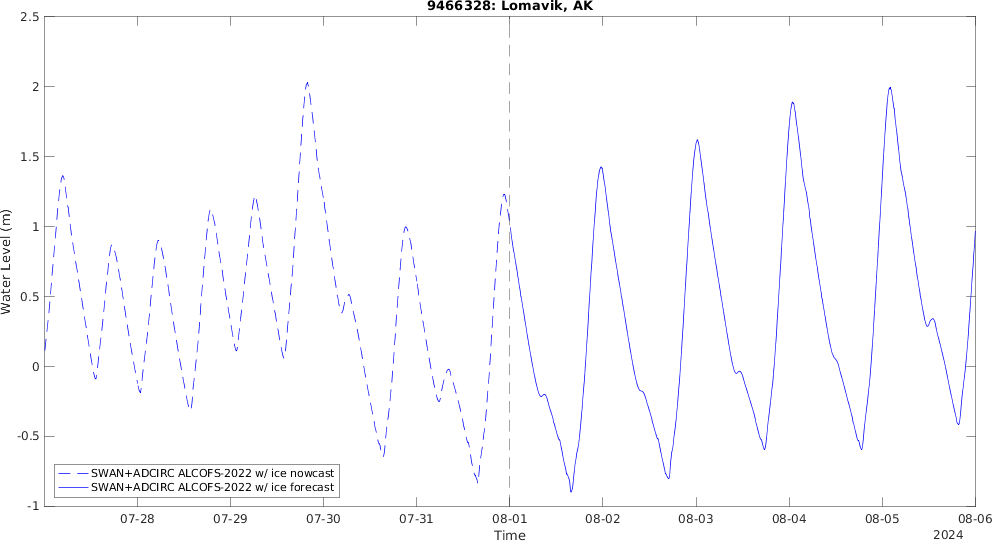 9466328: Lomavik, AK
2.5
2
1.5
1
0.5
0
-0.5
-1
Water Level (m)
SWAN+ADCIRC ALCOFS-2022 w/ ice nowcast
SWAN+ADCIRC ALCOFS-2022 w/ ice forecast
07-28 07-29 07-30 07-31 08-01 08-02 08-03 08-04 08-05 08-06
Time
2024